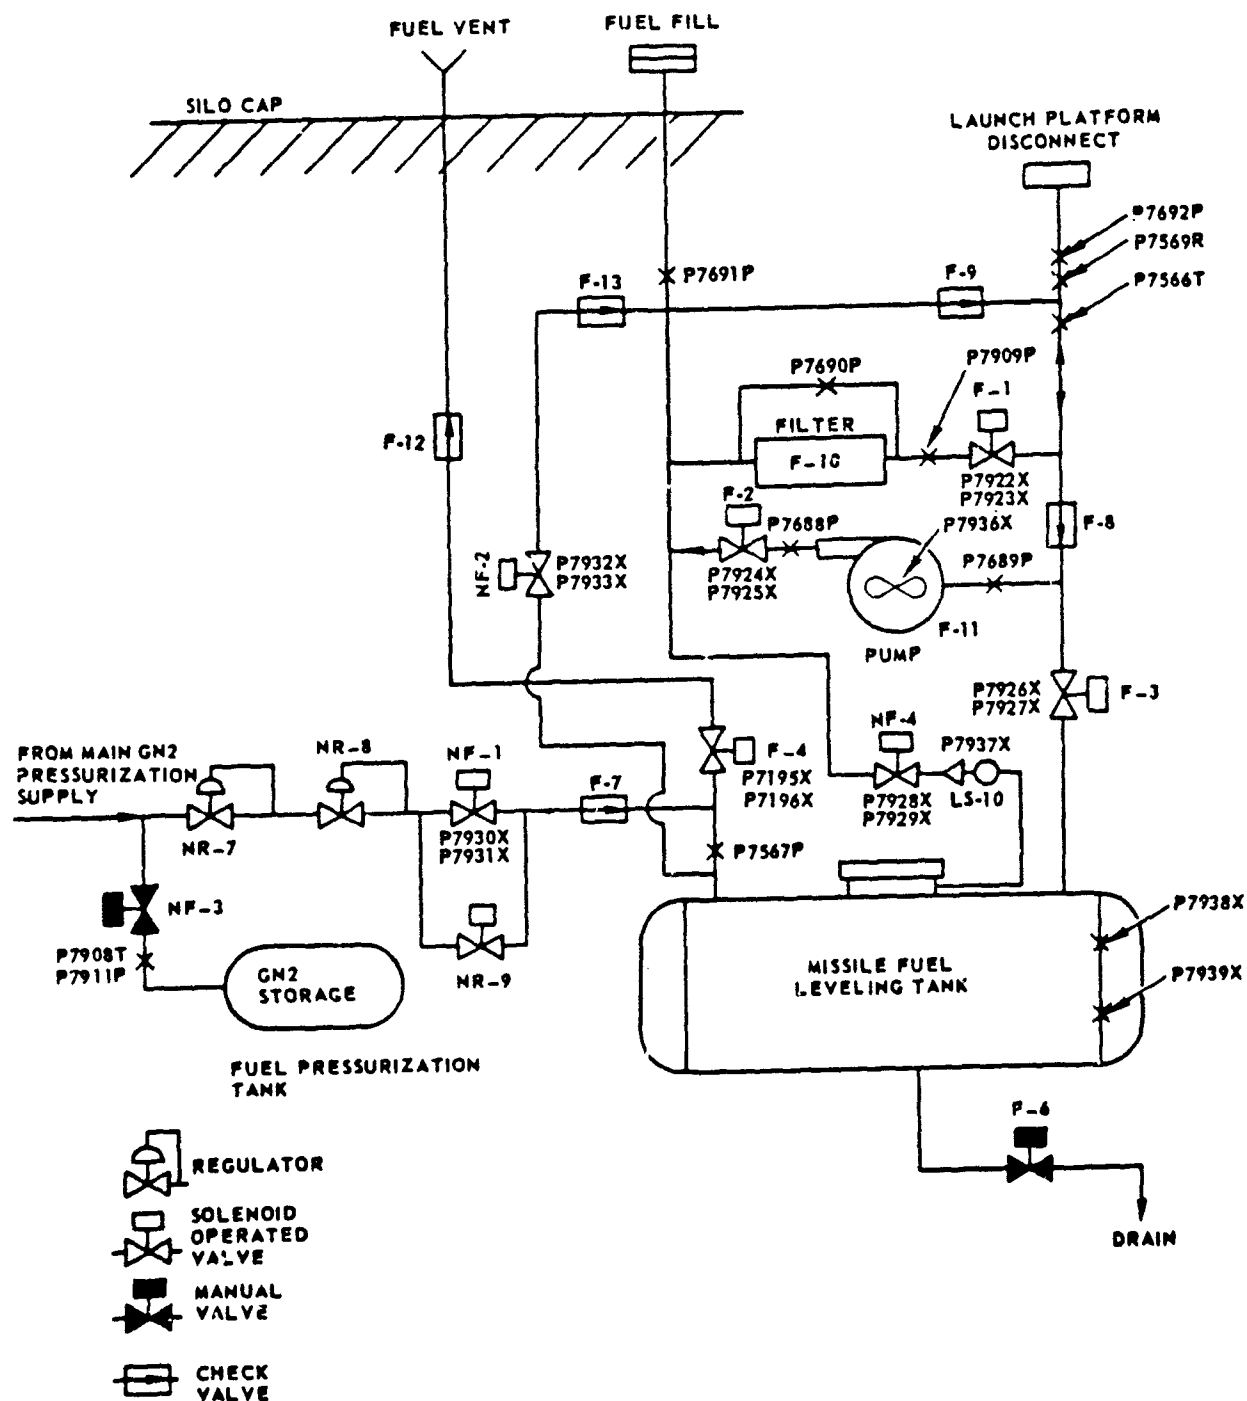 FUEL VENT
FUEL FILL
SILO CAP
LAUNCH PLATFORM
DISCONNECT
P7692P
P7569R
P7566T
P7691P
F-13
F-9
P7690P
P7909P
F-1
F-12
FILTER
F-10
P7922X
P7923X
F-2
P7688P
P7936X
F-8
NF-2
P7932X
P7933X
P7924X
P7925X
P7689P
F-11
PUMP
P7926X
P7927X
F-3
FROM MAIN GN2
PRESSURIZATION
SUPPLY
NR-8
NF-1
F-7
F-4
P7195X
P7196X
NF-4
P7937X
LS-10
P7928X
P7929X
NR-7
P7930X
P7931X
P7567P
NF-3
P7908T
P7911P
GN2
STORAGE
NR-9
MISSILE FUEL
LEVELING TANK
P7938X
P7939X
FUEL PRESSURIZATION
TANK
F-6
DRAIN
REGULATOR
SOLENOID
OPERATED
VALVE
MANUAL
VALVE
CHECK
VALVE